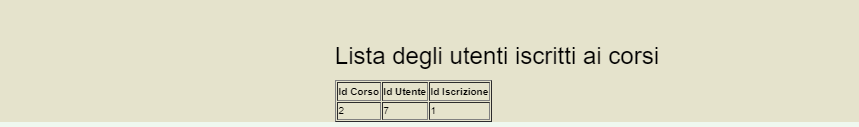 Lista degli utenti iscritti ai corsi
Id Corso Id Utente Id Iscrizione
2 7 1